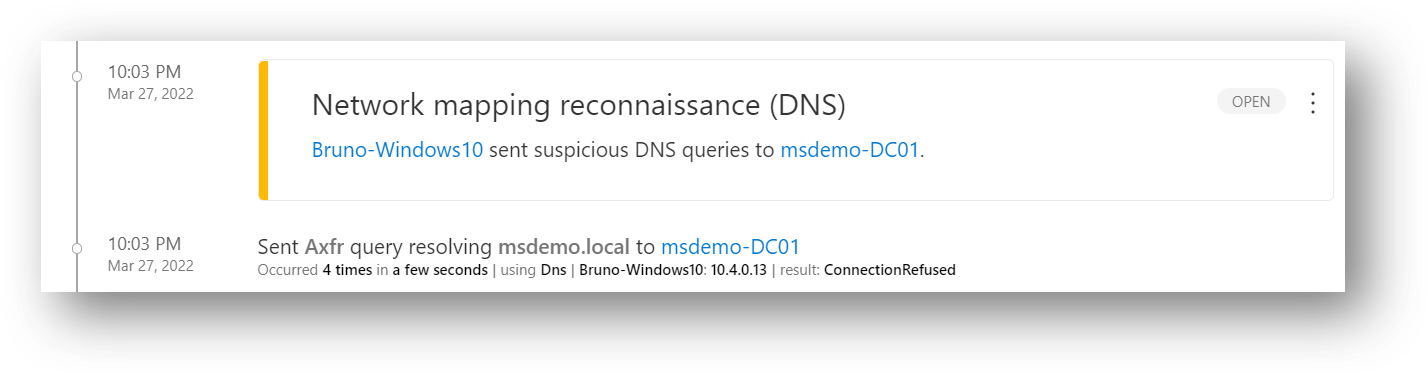 10:03 PM
Mar 27, 2022
Network mapping reconnaissance (DNS)
OPEN
Bruno-Windows10 sent suspicious DNS queries to msdemo-DC01.
10:03 PM
Mar 27, 2022
Sent Axfr query resolving msdemo.local to msdemo-DC01
Occurred 4 times in a few seconds | using Dns | Bruno-Windows10: 10.4.0.13 | result: ConnectionRefused